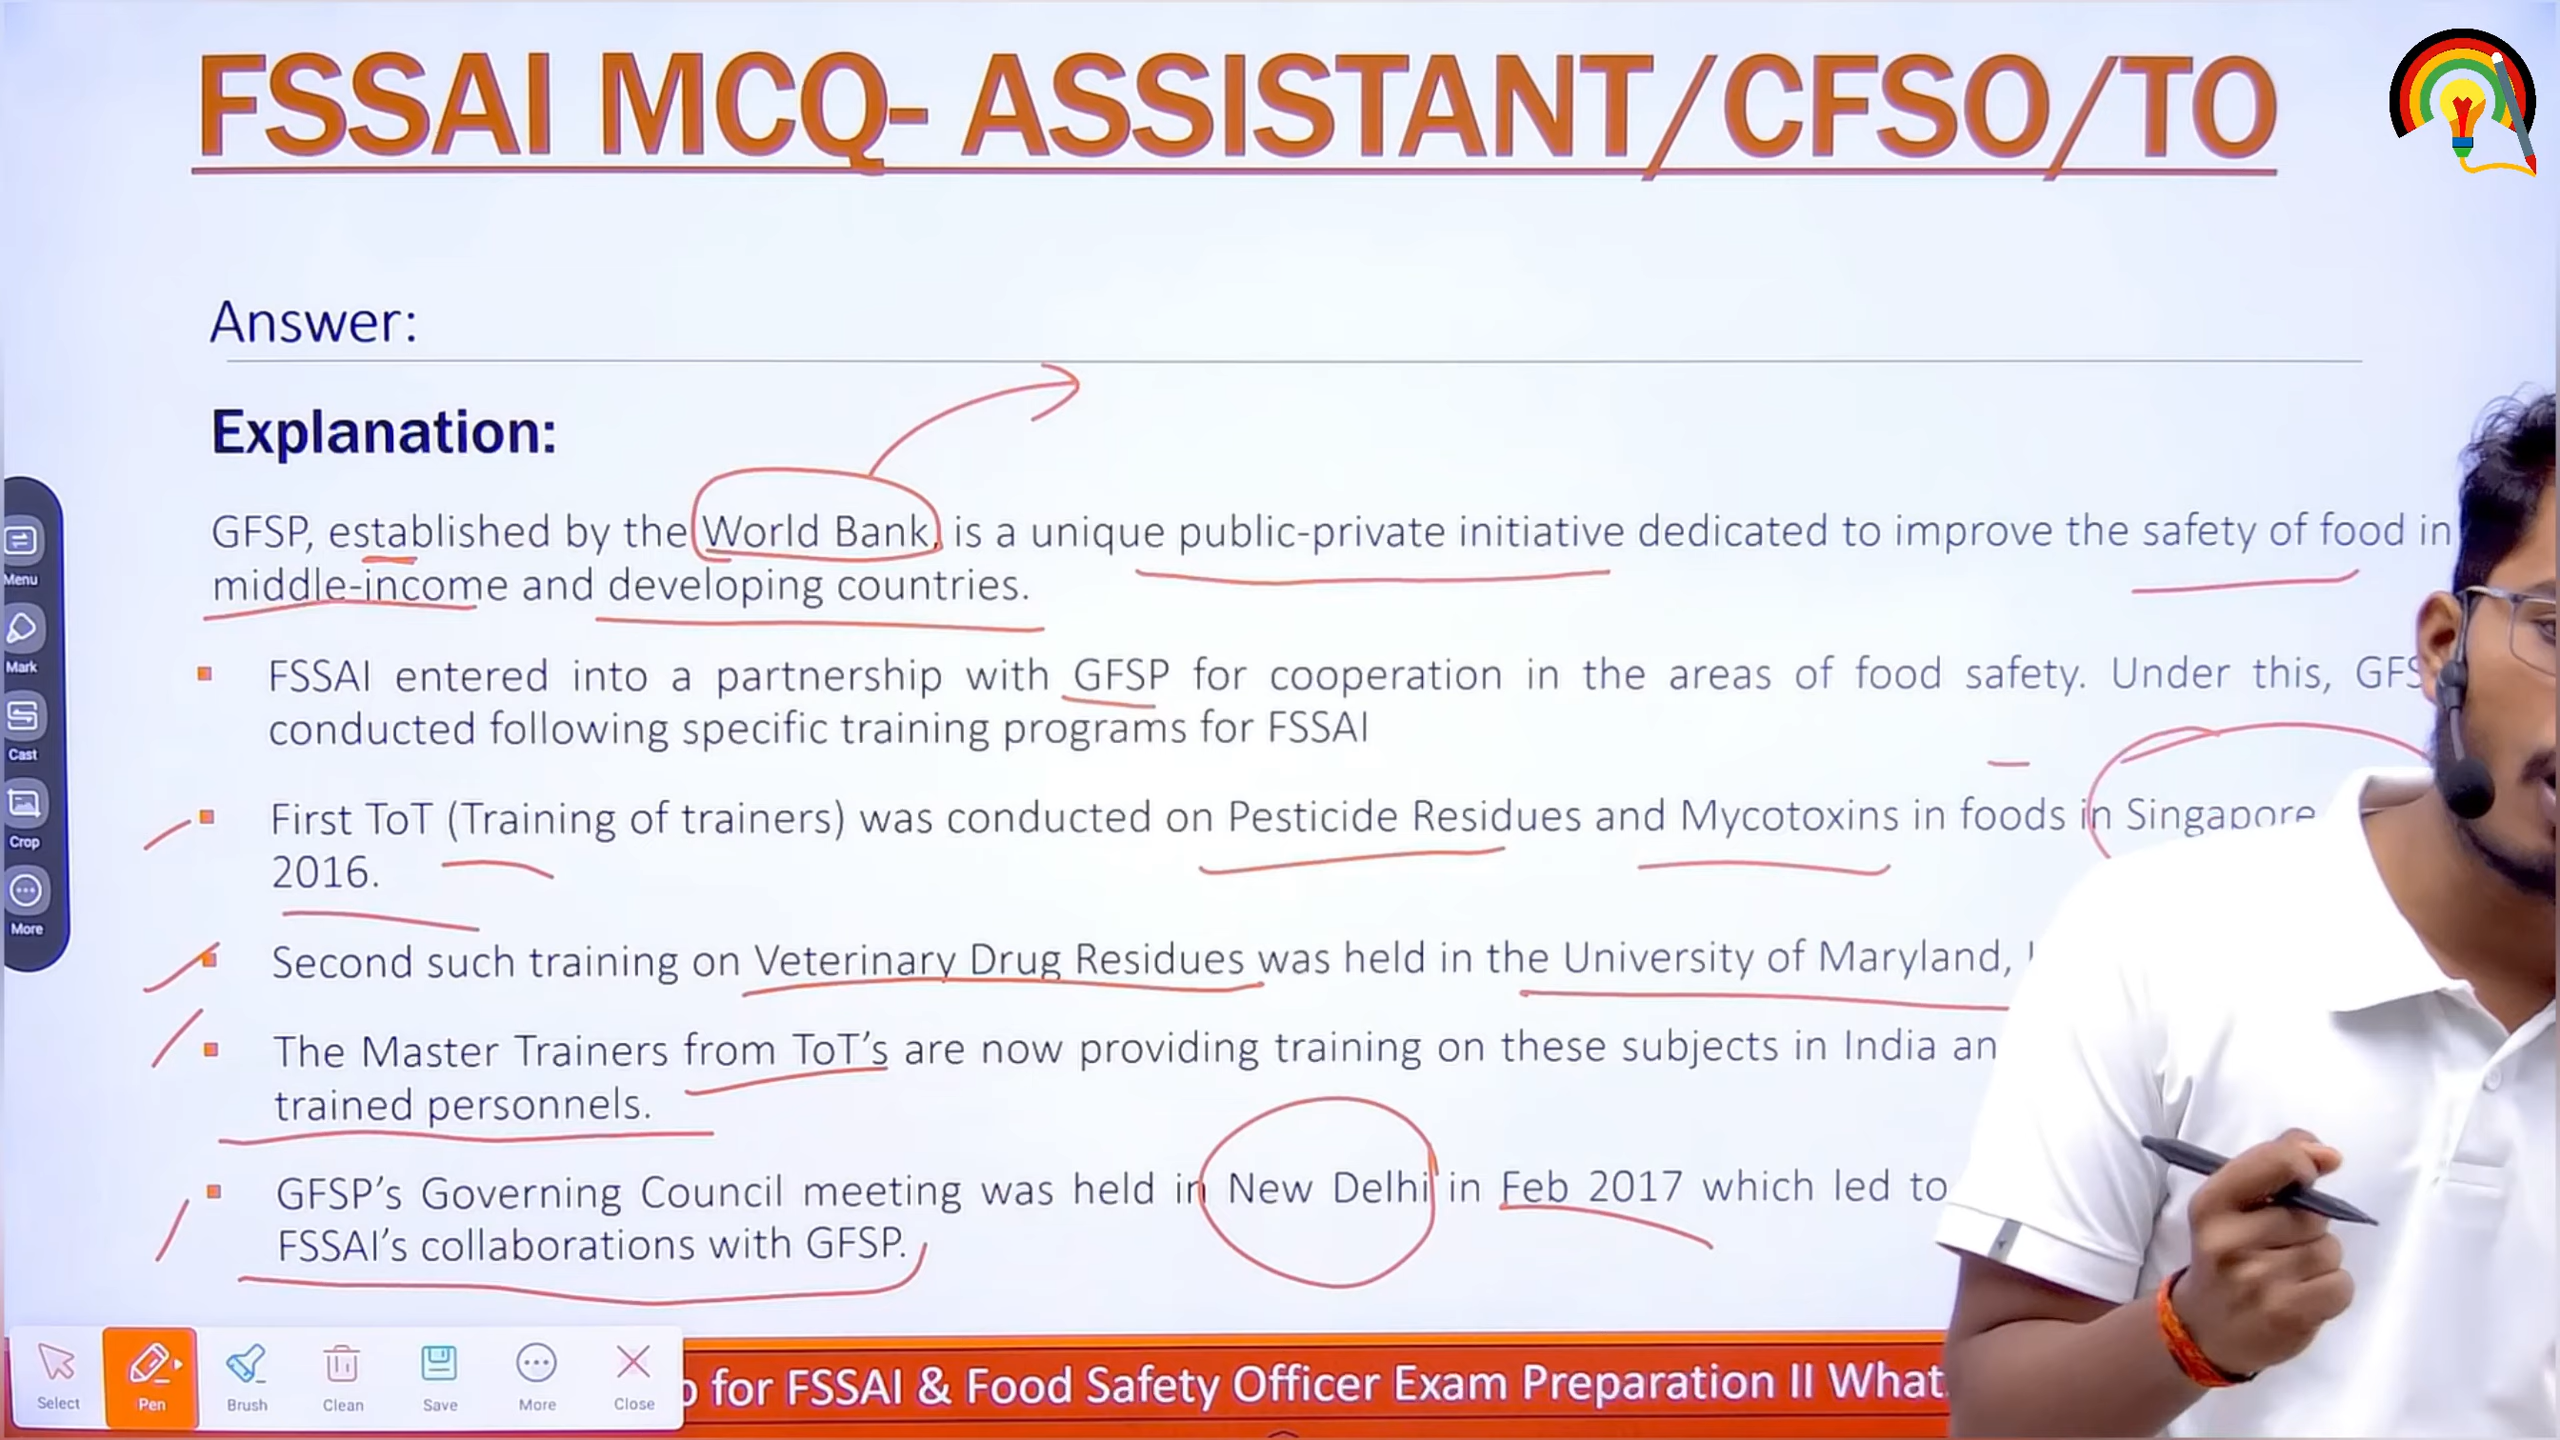 FSSAI MCQ- ASSISTANT/CFSO/TO
Answer:
Explanation:
GFSP, established by the World Bank, is a unique public-private initiative dedicated to improve the safety of food in
middle-income and developing countries.
FSSAI entered into a partnership with GFSP for cooperation in the areas of food safety. Under this,
conducted following specific training programs for FSSAI
First ToT (Training of trainers) was conducted on Pesticide Residues and Mycotoxins in foods in Singapore
2016.
Second such training on Veterinary Drug Residues was held in the University of Maryland,
The Master Trainers from ToT's are now providing training on these subjects in India
trained personnels.
GFSP's Governing Council meeting was held in New Delhi in Feb 2017 which led to
FSSAI's collaborations with GFSP.
for FSSAI & Food Safety Officer Exam Preparation II
Menu
Mark
Cast
Crop
More
Select
Pen
Brush
Clean
Save
More
Close